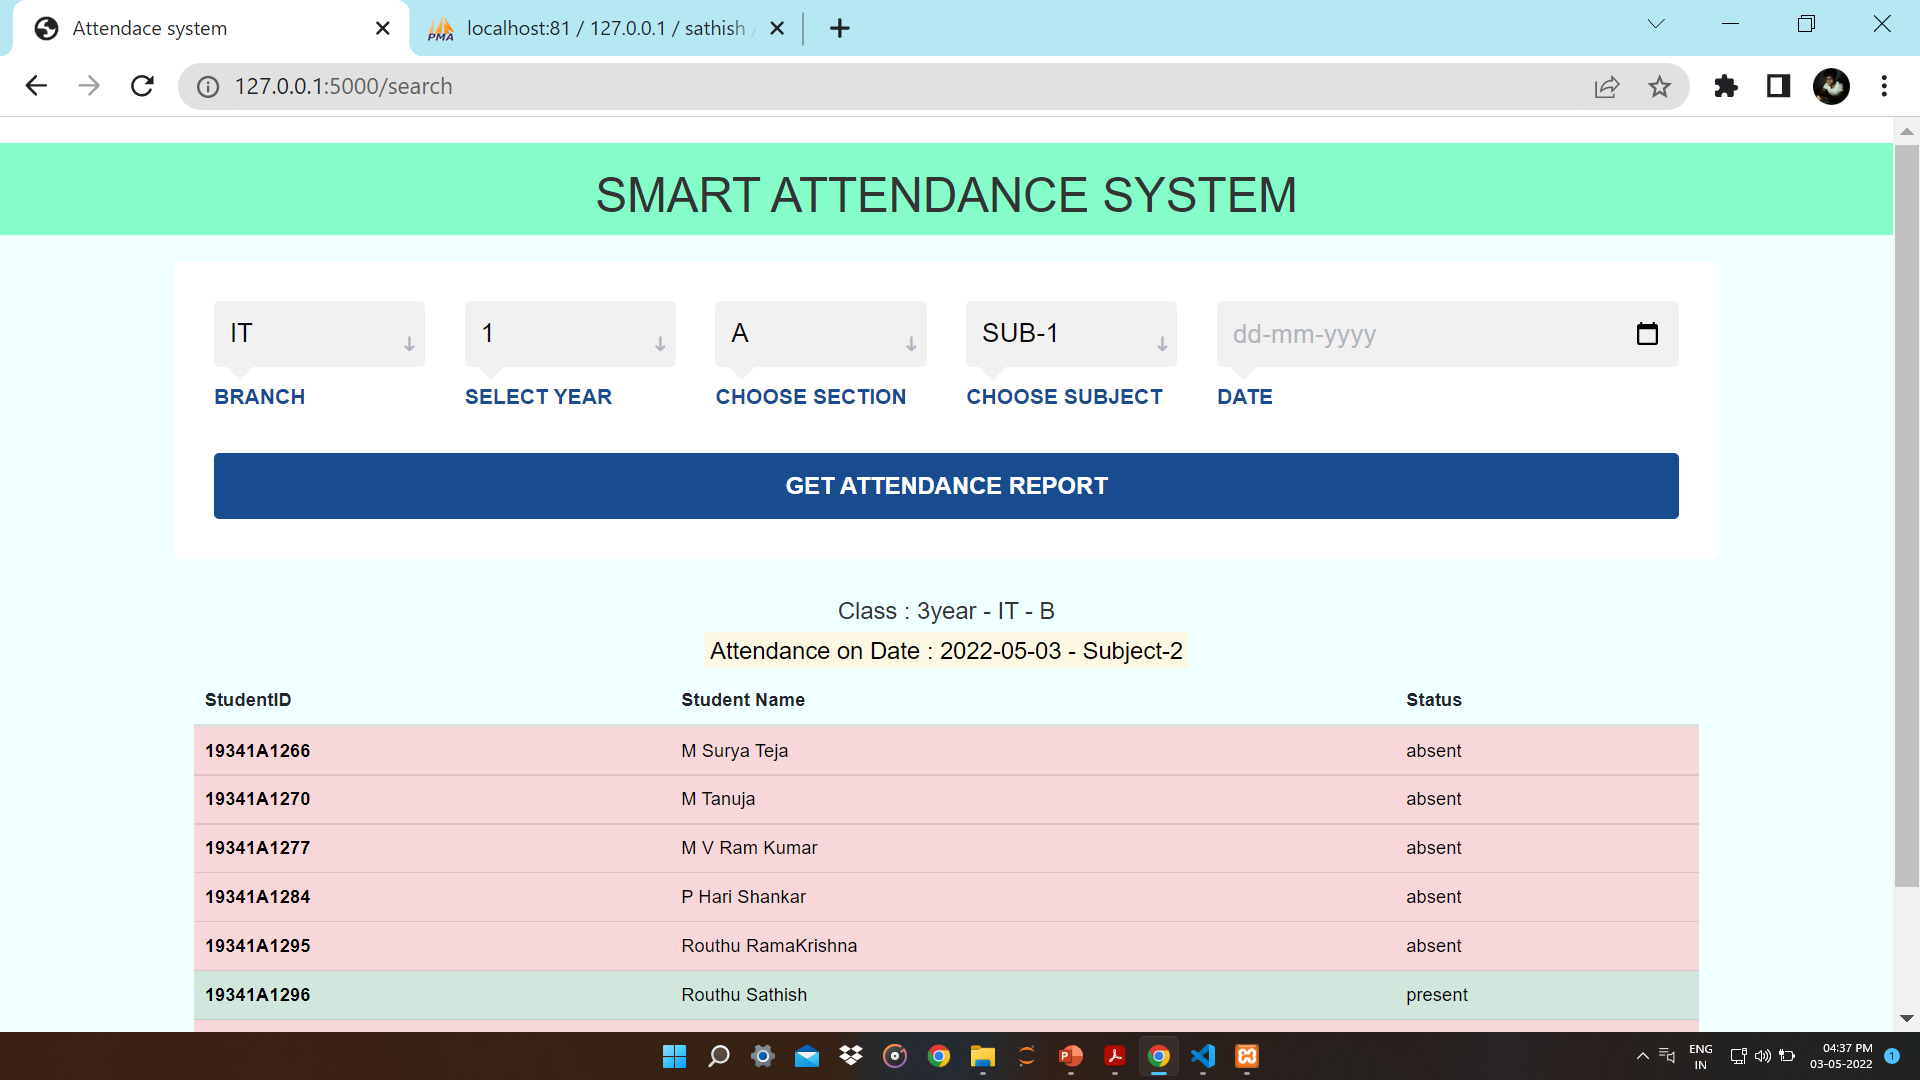 Attendace system
PMA localhost:81 / 127.0.0.1 / sathish
127.0.0.1:5000/search
SMART ATTENDANCE SYSTEM
IT 1 A SUB-1 dd-mm-yyyy
BRANCH SELECT YEAR CHOOSE SECTION CHOOSE SUBJECT DATE
GET ATTENDANCE REPORT
Class : 3year - IT - B
Attendance on Date : 2022-05-03 - Subject-2
StudentID Student Name Status
19341A1266 M Surya Teja absent
19341A1270 M Tanuja absent
19341A1277 M V Ram Kumar absent
19341A1284 P Hari Shankar absent
19341A1295 Routhu RamaKrishna absent
19341A1296 Routhu Sathish present
ENG 04:37 PM
IN 03-05-2022 1